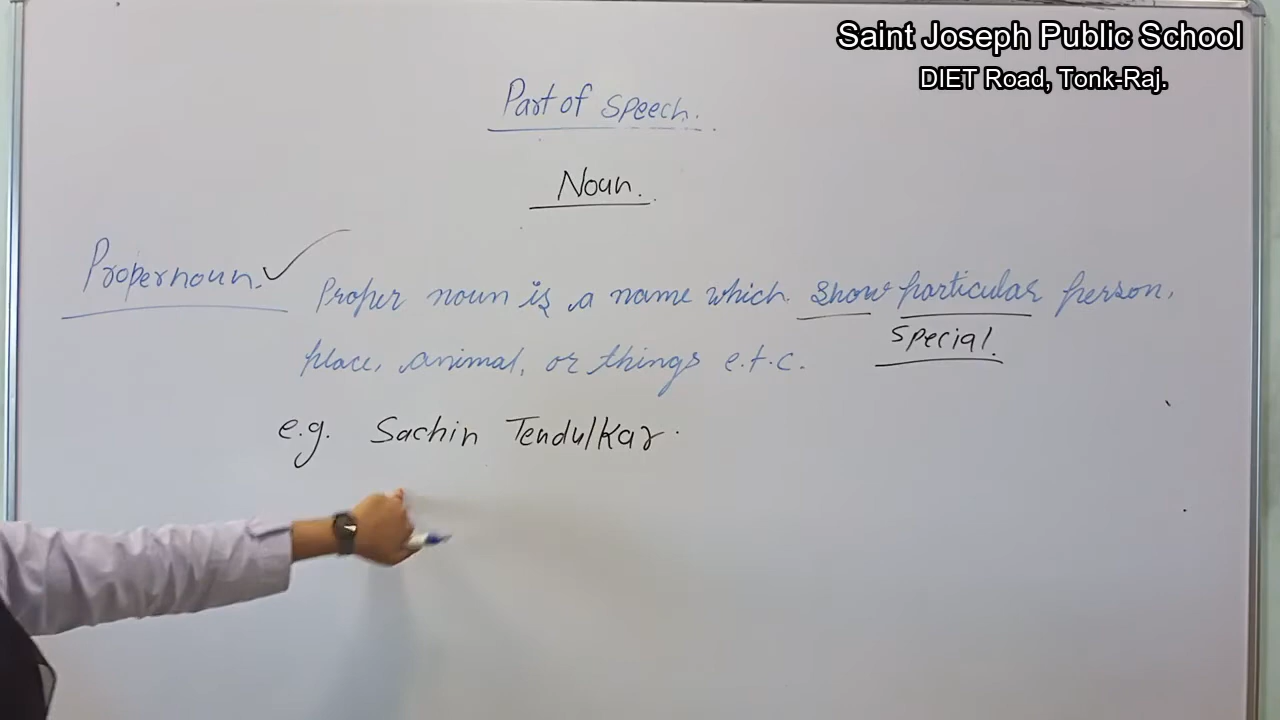 Saint Joseph Public School
DIET Road, Tonk-Raj.
Part of speech.
Noun.
Propernoun. Proper noun is a name which show particular person,
special.
place, animal, or things e.t.c.
e.g. Sachin Tendulkar.